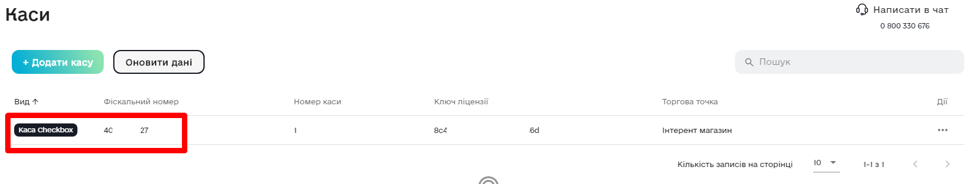 Каси
Написати в чат
0 800 330 676
+ Додати касу
Оновити дані
Пошук
Вид ↑ Фіскальний номер Номер каси Ключ ліцензії Торгова точка Дії
Каса Checkbox 40 27 1 8c4 6d Інтерент магазин ...
Кількість записів на сторінці 10 1-1 з 1